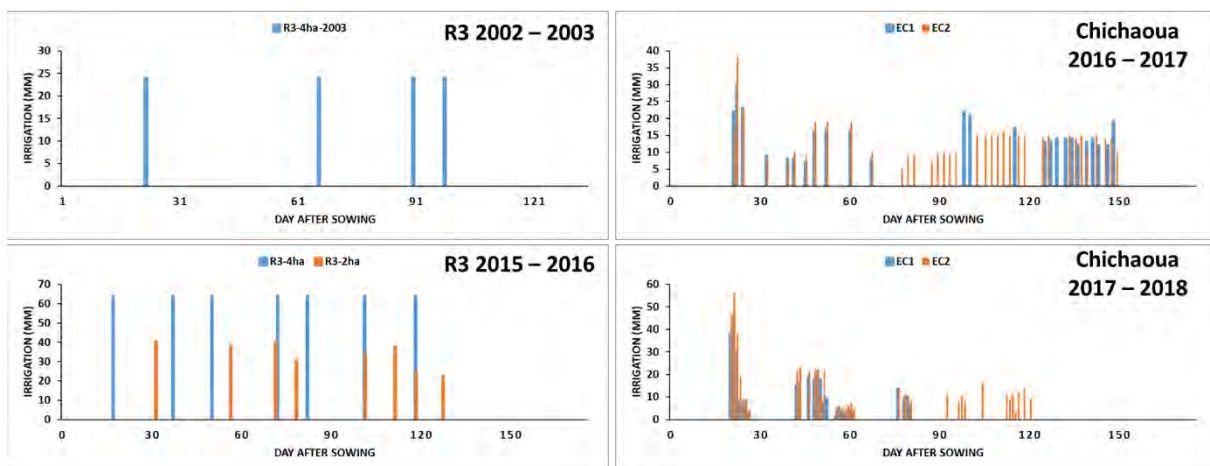 R3-4ha-2003
R3 2002 – 2003
30
25
20
15
10
5
0
IRRIGATION (MM)
1 31 61 91 121
DAY AFTER SOWING
EC1 EC2
Chichaoua
2016 – 2017
40
35
30
25
20
15
10
5
0
IRRIGATION (MM)
0 30 60 90 120 150
DAY AFTER SOWING
R3-4ha R3-2ha
R3 2015 – 2016
70
60
50
40
30
20
10
0
IRRIGATION (MM)
0 30 60 90 120 150
DAY AFTER SOWING
EC1 EC2
Chichaoua
2017 – 2018
60
50
40
30
20
10
0
IRRIGATION (MM)
0 30 60 90 120 150
DAY AFTER SOWING